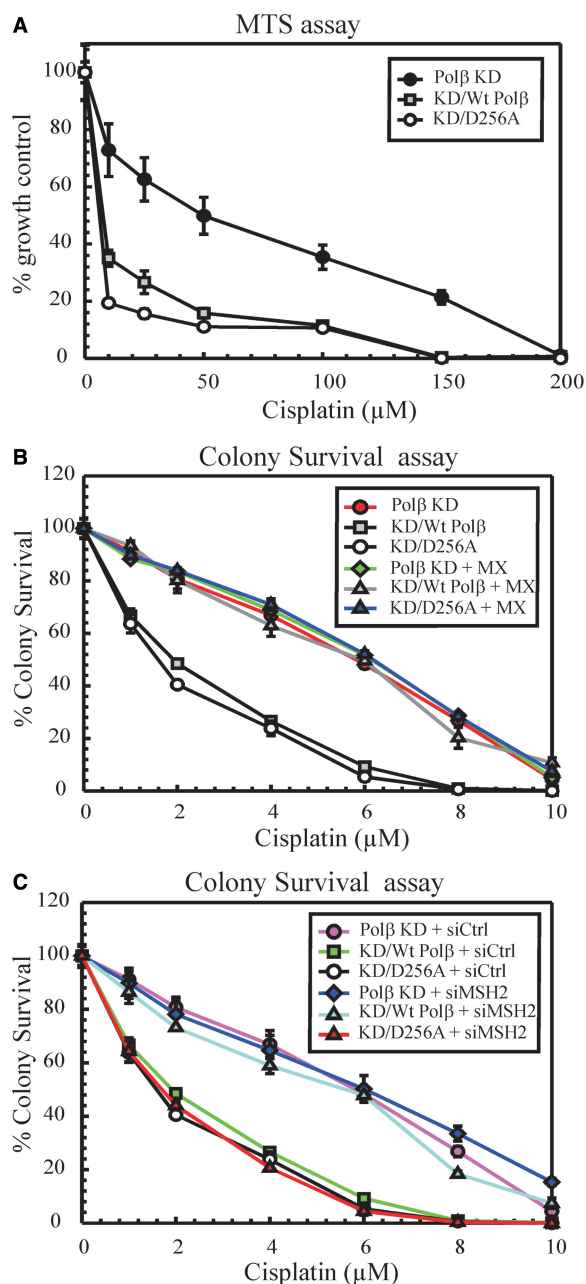 A
MTS assay
100
80
60
40
20
0
% growth control
Polβ KD
KD/Wt Polβ
KD/D256A
0
50
100
150
200
Cisplatin (µM)
B
Colony Survival assay
120
100
80
60
40
20
0
% Colony Survival
Polβ KD
KD/Wt Polβ
KD/D256A
Polβ KD + MX
KD/Wt Polβ + MX
KD/D256A + MX
0
2
4
6
8
10
Cisplatin (µM)
C
Colony Survival assay
120
100
80
60
40
20
0
% Colony Survival
Polβ KD + siCtrl
KD/Wt Polβ + siCtrl
KD/D256A + siCtrl
Polβ KD + siMSH2
KD/Wt Polβ + siMSH2
KD/D256A + siMSH2
0
2
4
6
8
10
Cisplatin (µM)